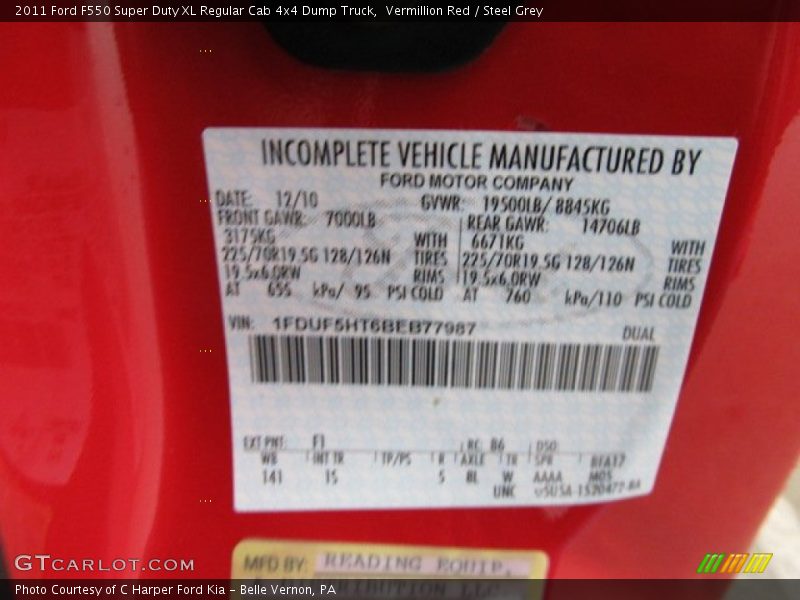 2011 Ford F550 Super Duty XL Regular Cab 4x4 Dump Truck,  Vermillion Red / Steel Grey
INCOMPLETE VEHICLE MANUFACTURED BY
FORD MOTOR COMPANY
DATE: 12/10 GVWR: 19500LB/ 8845KG
FRONT GAWR: 7000LB REAR GAWR: 14706LB
3175KG WITH 6671KG WITH
225/70R19.5G 128/126N TIRES 225/70R19.5G 128/126N TIRES
19.5x6.0RW RIMS 19.5x6.0RW RIMS
AT 655 kPa/ 95 PSI COLD AT 760 kPa/110 PSI COLD
VIN: 1FDUF5HT6BEB77987 DUAL
EXT PNT: F1 RC: 86 DSO
WB INT TR TP/PS R AXLE TR SPR
141 1S 5 8L W AAAA
UNC
MFD BY: READING EQUIP.
GTCARLOT.COM
Photo Courtesy of C Harper Ford Kia – Belle Vernon, PA